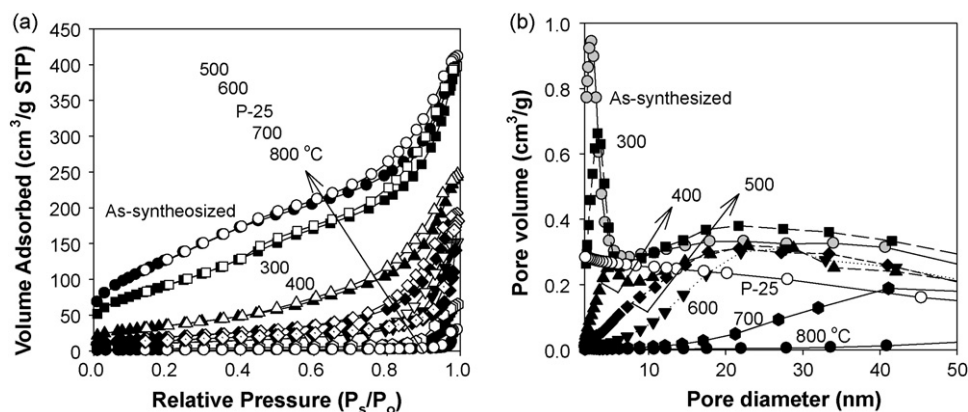 (a)
450
400
350
300
250
200
150
100
50
0
Volume Adsorbed (cm³/g STP)
500
600
P-25
700
800 °C
As-syntheosized
300
400
0.0 0.2 0.4 0.6 0.8 1.0
Relative Pressure (Pₛ/Pₒ)
(b)
1.0
0.8
0.6
0.4
0.2
0.0
Pore volume (cm³/g)
As-synthesized
300
400
500
P-25
600
700
800 °C
10 20 30 40 50
Pore diameter (nm)